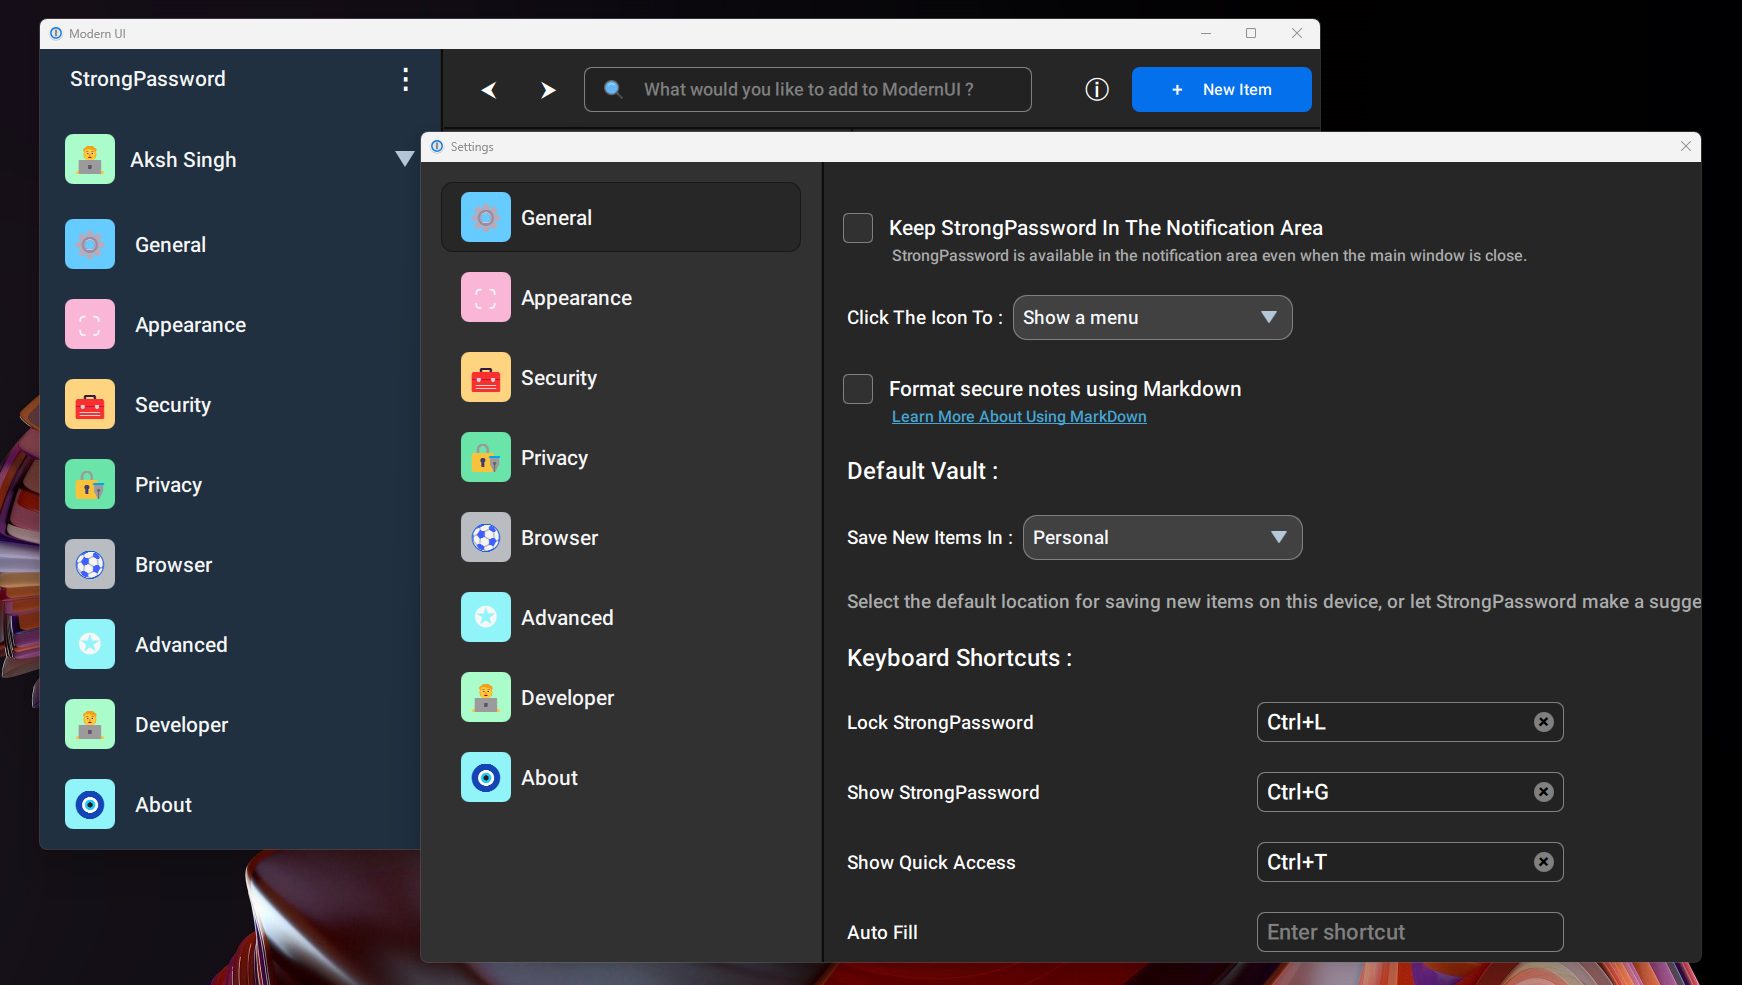 Modern UI
StrongPassword
What would you like to add to ModernUI ?
+ New Item
Aksh Singh
General
Appearance
Security
Privacy
Browser
Advanced
Developer
About
Settings
General
Appearance
Security
Privacy
Browser
Advanced
Developer
About
Keep StrongPassword In The Notification Area
StrongPassword is available in the notification area even when the main window is close.
Click The Icon To : Show a menu
Format secure notes using Markdown
Learn More About Using MarkDown
Default Vault :
Save New Items In : Personal
Select the default location for saving new items on this device, or let StrongPassword make a sugge
Keyboard Shortcuts :
Lock StrongPassword Ctrl+L
Show StrongPassword Ctrl+G
Show Quick Access Ctrl+T
Auto Fill Enter shortcut